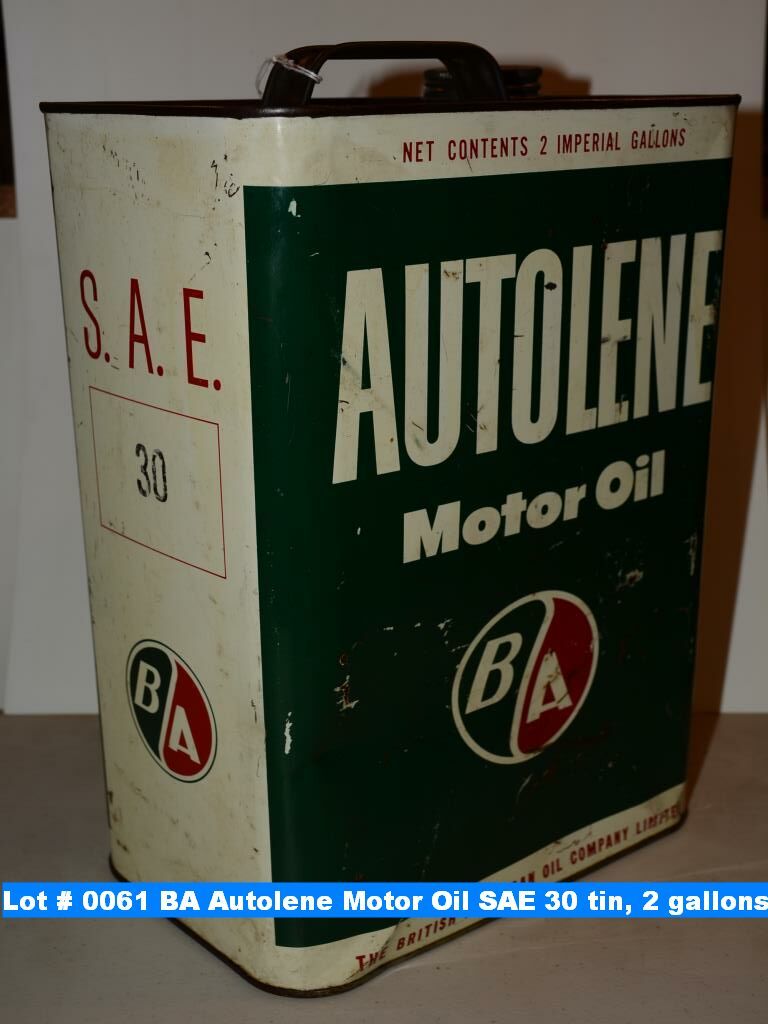 NET CONTENTS 2 IMPERIAL GALLONS
AUTOLENE
Motor Oil
BA
S. A. E.
30
BA
Lot # 0061 BA Autolene Motor Oil SAE 30 tin, 2 gallons
THE BRITISH OIL COMPANY LIMITED